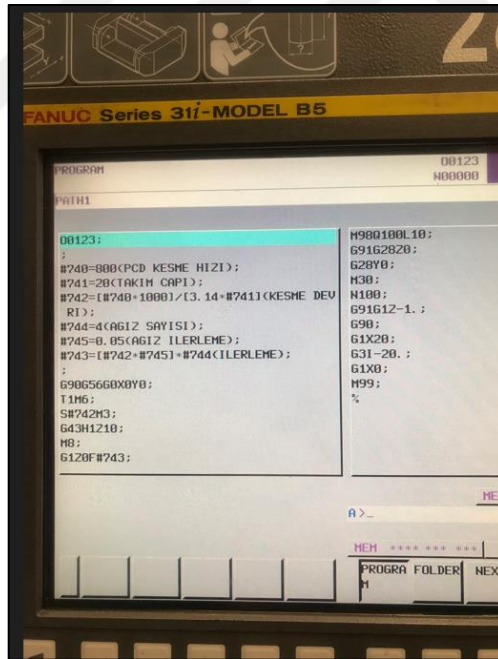 FANUC Series 31i-MODEL B5
PROGRAM
O0123
N00000
PATH1
O0123;
;
#740=800(PCD KESME HIZI);
#741=20(TAKIM CAPI);
#742=[#740*1000]/[3.14*#741](KESME DEV
RI);
#744=4(AGIZ SAYISI);
#745=0.05(AGIZ ILERLEME);
#743=[#742*#745]*#744(ILERLEME);
;
G90G56G0X0Y0;
T1M6;
S#742M3;
G43H1Z10;
M8;
G1Z0F#743;
M98Q100L10;
G91G28Z0;
G28Y0;
M30;
N100;
G91G1Z-1.;
G90;
G1X20;
G3I-20.;
G1X0;
M99;
%
A>_
MEM **** *** ***
PROGRA
M
FOLDER